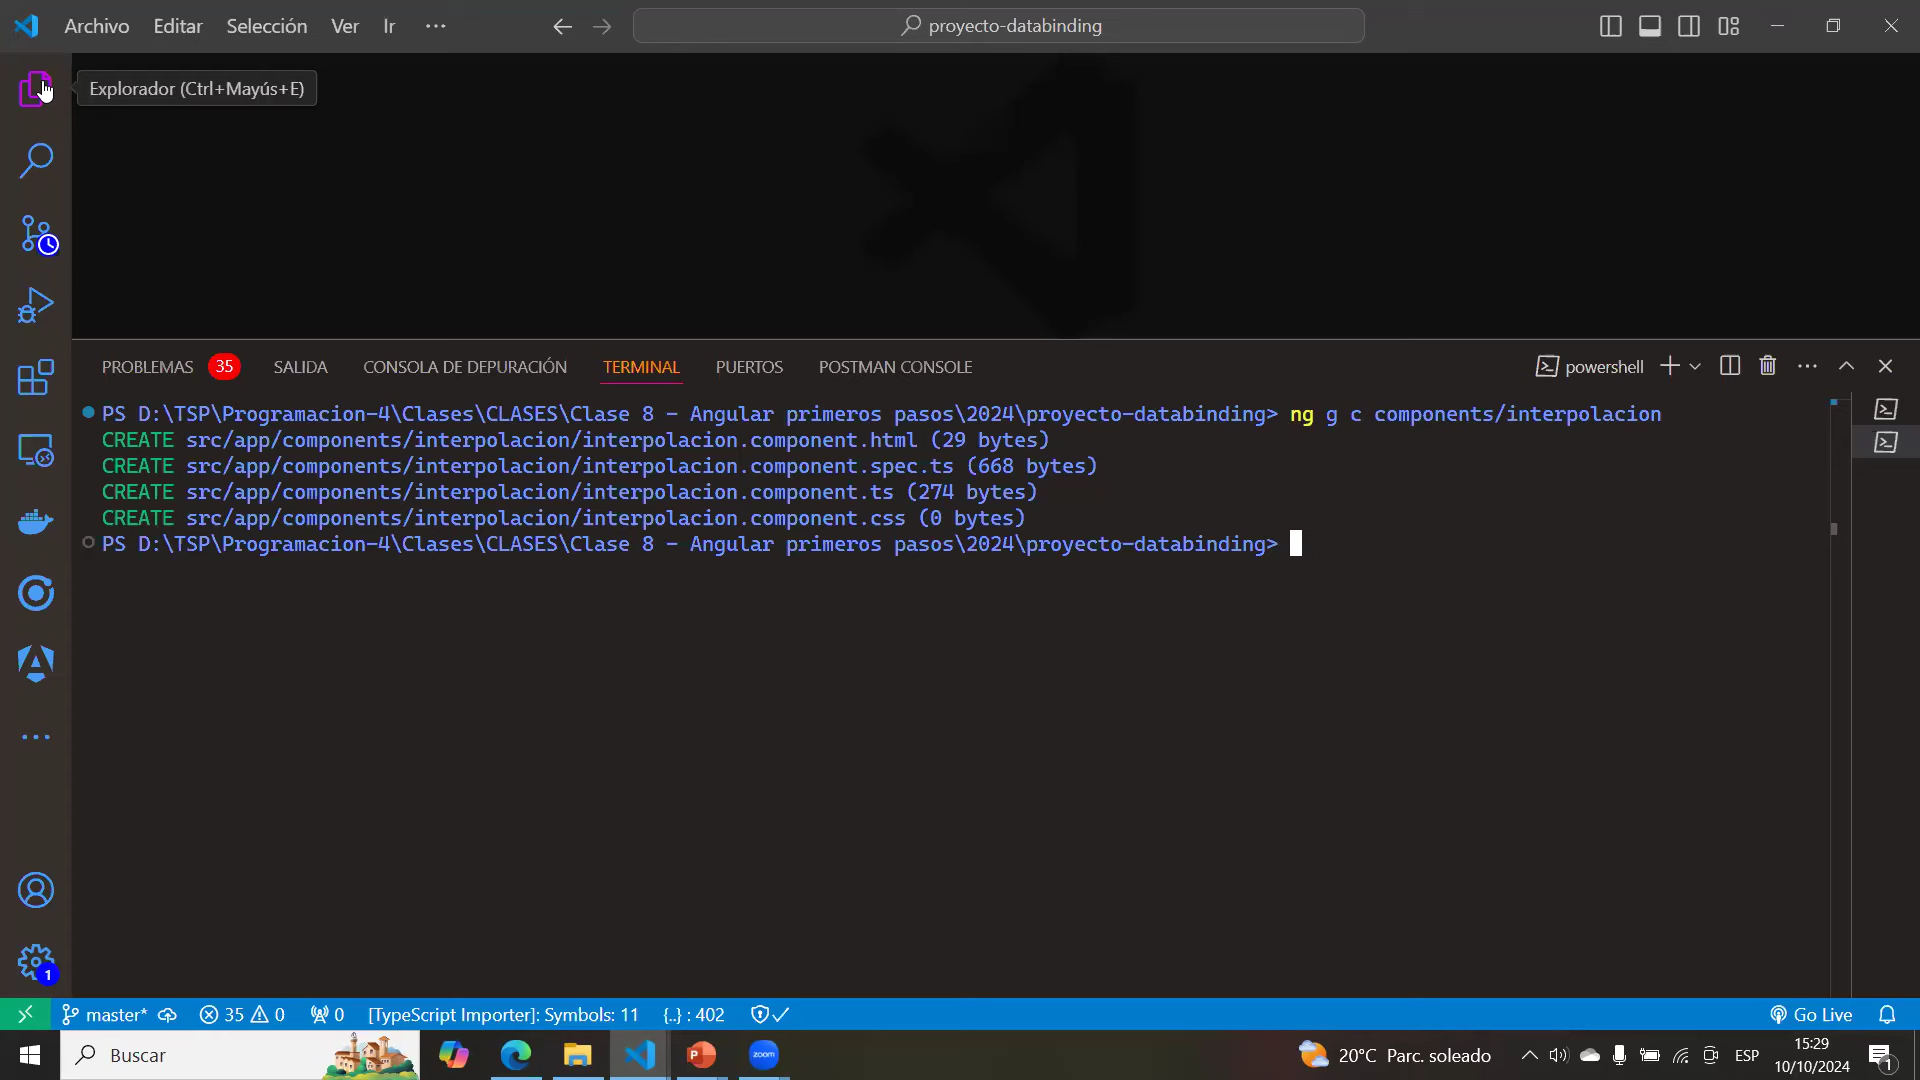 Archivo Editar Selección Ver Ir ··· proyecto-databinding
Explorador (Ctrl+Mayús+E)
PROBLEMAS 35 SALIDA CONSOLA DE DEPURACIÓN TERMINAL PUERTOS POSTMAN CONSOLE powershell
PS D:\TSP\Programacion-4\Clases\CLASES\Clase 8 - Angular primeros pasos\2024\proyecto-databinding> ng g c components/interpolacion
CREATE src/app/components/interpolacion/interpolacion.component.html (29 bytes)
CREATE src/app/components/interpolacion/interpolacion.component.spec.ts (668 bytes)
CREATE src/app/components/interpolacion/interpolacion.component.ts (274 bytes)
CREATE src/app/components/interpolacion/interpolacion.component.css (0 bytes)
PS D:\TSP\Programacion-4\Clases\CLASES\Clase 8 - Angular primeros pasos\2024\proyecto-databinding>
1
master* 35 0 0 [TypeScript Importer]: Symbols: 11 {..} : 402 Go Live
Buscar P zoom 20°C Parc. soleado ESP 15:29
10/10/2024 1